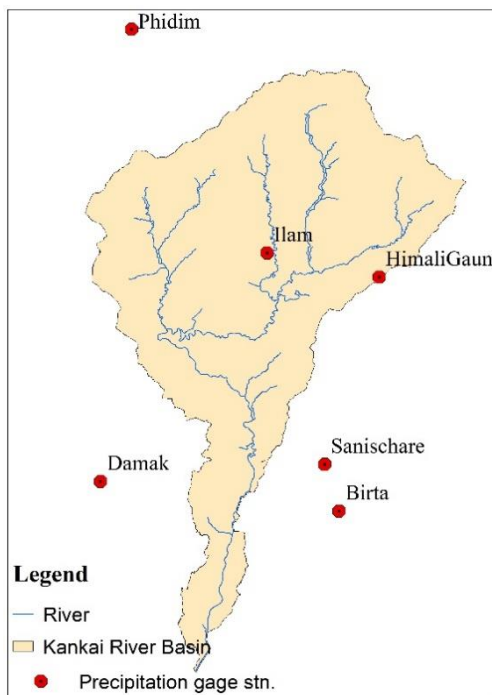 Phidim
Ilam
HimaliGaun
Sanischare
Damak
Birta
Legend
River
Kankai River Basin
Precipitation gage stn.